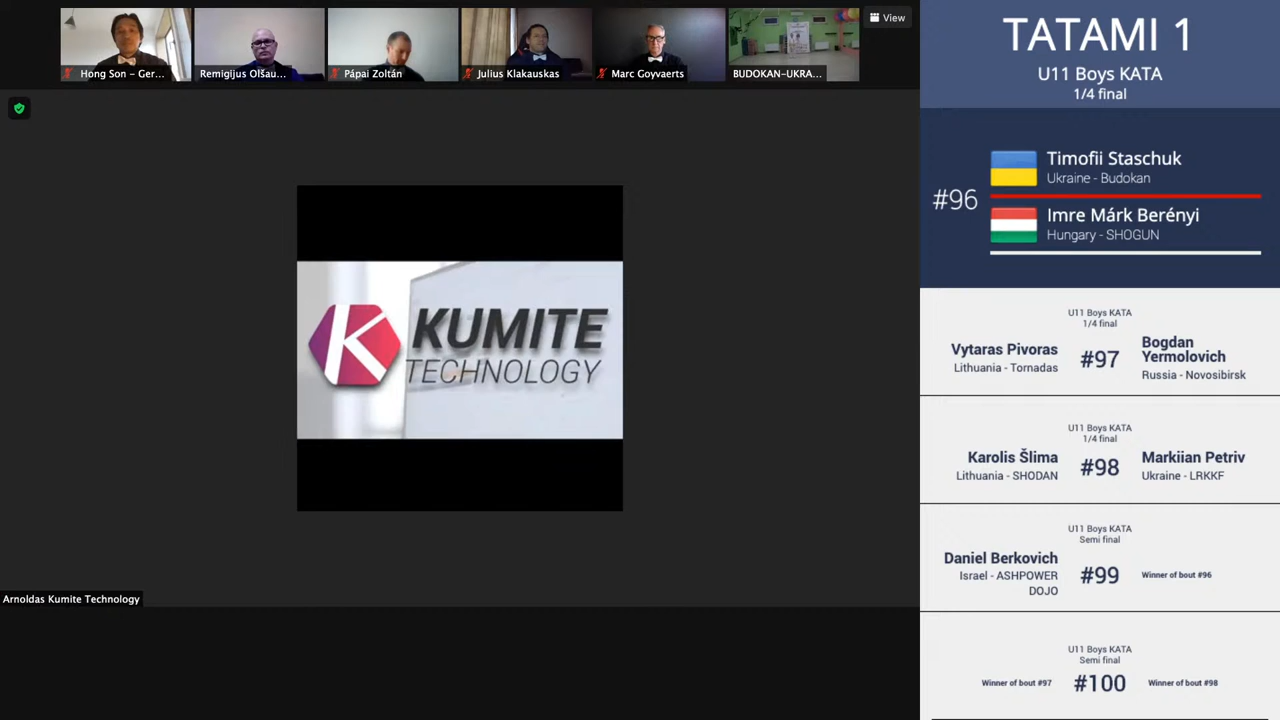 Hong Son – Ger...
Remigijus Olšau...
Pápai Zoltán
Julius Klakauskas
Marc Goyvaerts
BUDOKAN-UKRA...
View
KUMITE
TECHNOLOGY
Arnoldas Kumite Technology
TATAMI 1
U11 Boys KATA
1/4 final
#96
Timofii Staschuk
Ukraine - Budokan
Imre Márk Berényi
Hungary - SHOGUN
U11 Boys KATA
1/4 final
Vytaras Pivoras
Lithuania - Tornadas
#97
Bogdan
Yermolovich
Russia - Novosibirsk
U11 Boys KATA
1/4 final
Karolis Šlima
Lithuania - SHODAN
#98
Markiian Petriv
Ukraine - LRKKF
U11 Boys KATA
Semi final
Daniel Berkovich
Israel - ASHPOWER
DOJO
#99
Winner of bout #96
U11 Boys KATA
Semi final
Winner of bout #97
#100
Winner of bout #98